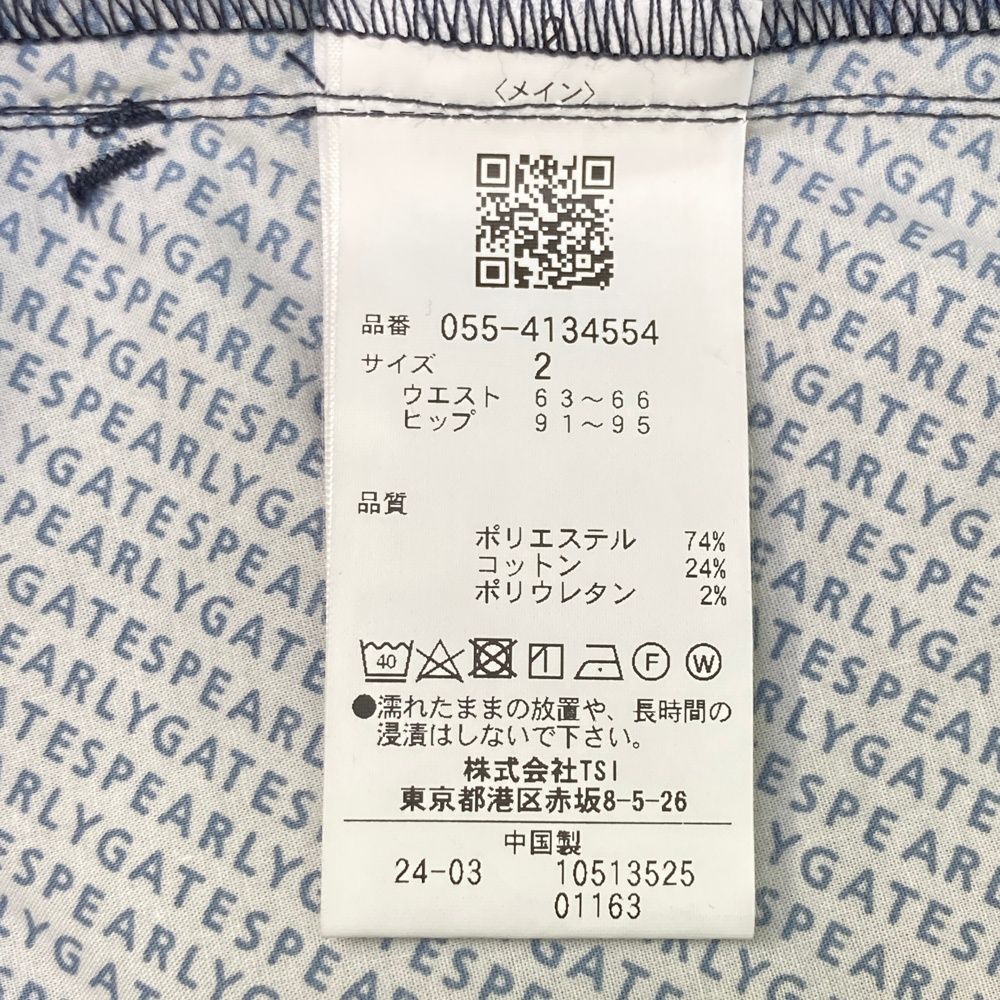 〈メイン〉
品番 055-4134554
サイズ 2
ウエスト 63～66
ヒップ 91～95
品質
ポリエステル 74%
コットン 24%
ポリウレタン 2%
40 F W
●濡れたままの放置や、長時間の
浸漬はしないで下さい。
株式会社TSI
東京都港区赤坂8-5-26
中国製
24-03 10513525
01163
PEARLYGATES